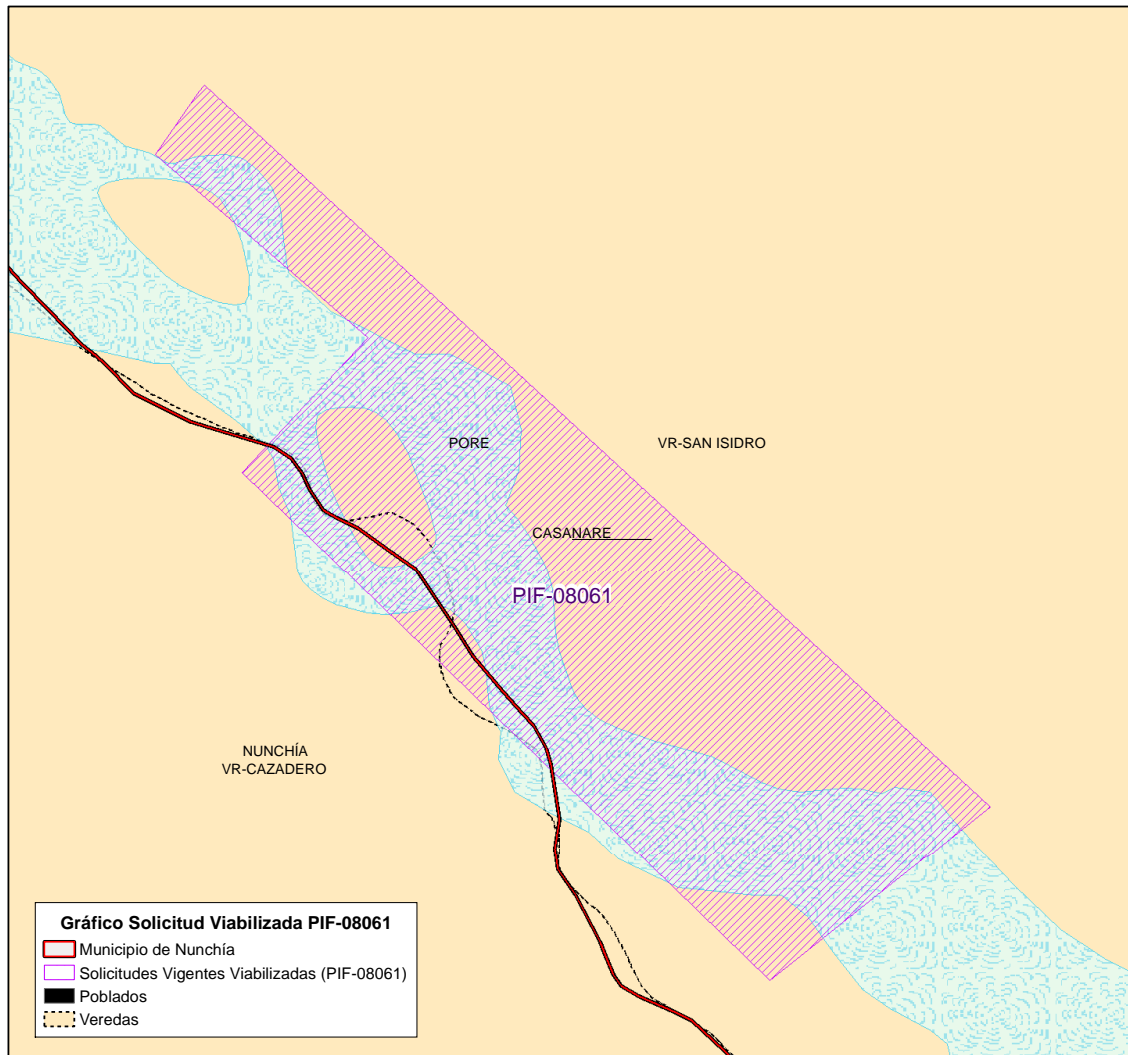 PORE
VR-SAN ISIDRO
CASANARE
PIF-08061
NUNCHÍA
VR-CAZADERO
Gráfico Solicitud Viabilizada PIF-08061
Municipio de Nunchía
Solicitudes Vigentes Viabilizadas (PIF-08061)
Poblados
Veredas